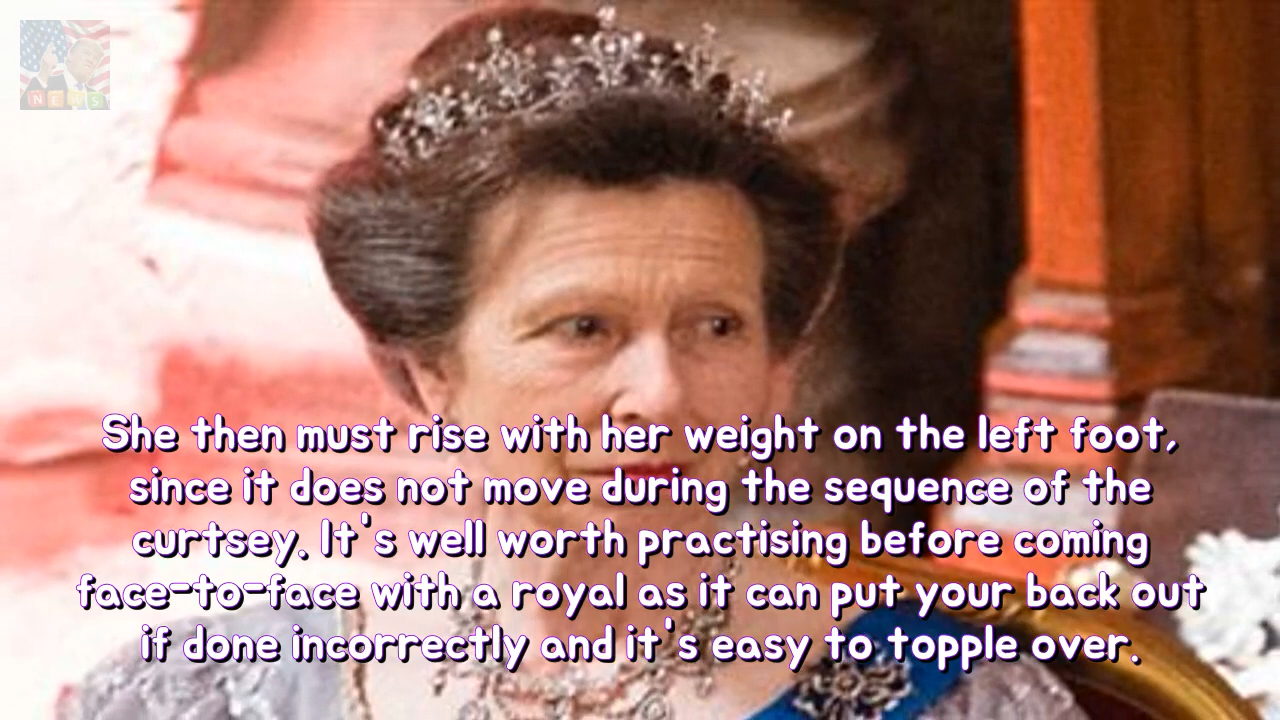 NEWS
She then must rise with her weight on the left foot,
since it does not move during the sequence of the
curtsey. It's well worth practising before coming
face-to-face with a royal as it can put your back out
if done incorrectly and it's easy to topple over.